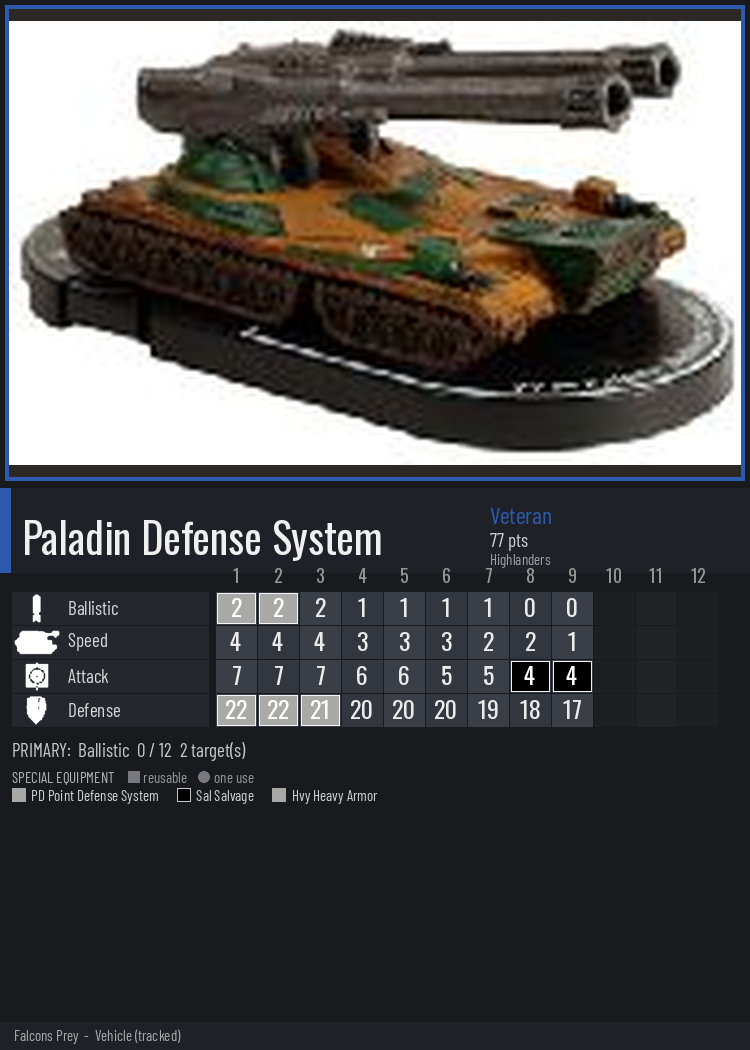 Paladin Defense System
Veteran
77 pts
Highlanders
1 2 3 4 5 6 7 8 9 10 11 12
Ballistic 2 2 2 1 1 1 1 0 0
Speed 4 4 4 3 3 3 2 2 1
Attack 7 7 7 6 6 5 5 4 4
Defense 22 22 21 20 20 20 19 18 17
PRIMARY: Ballistic 0 / 12 2 target(s)
SPECIAL EQUIPMENT reusable one use
PD Point Defense System Sal Salvage Hvy Heavy Armor
Falcons Prey - Vehicle (tracked)